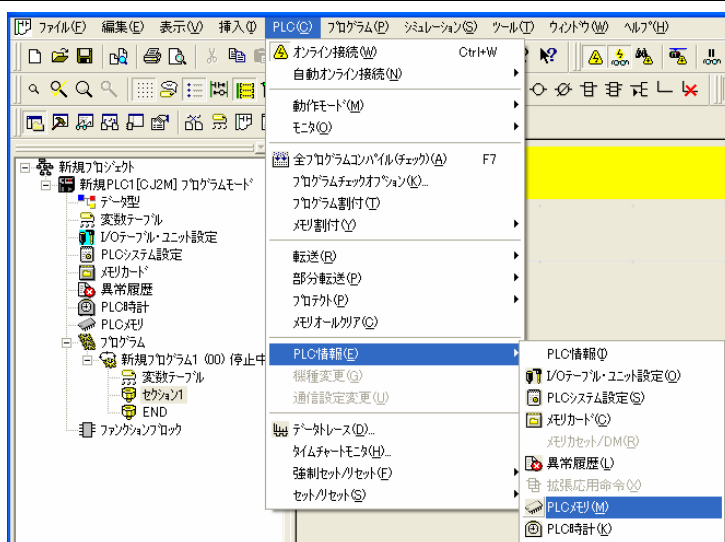 ファイル(F) 編集(E) 表示(V) 挿入(I) PLC(C) プログラム(P) シミュレーション(S) ツール(T) ウィンドウ(W) ヘルプ(H)
オンライン接続(W) Ctrl+W
自動オンライン接続(N)
動作モード(M)
モニタ(O)
全プログラムコンパイル(チェック)(A) F7
プログラムチェックオプション(K)...
プログラム割付(T)
メモリ割付(Y)
転送(R)
部分転送(P)
プロテクト(P)
メモリオールクリア(C)
PLC情報(E)
機種変更(G)
通信設定変更(U)
データトレース(D)...
タイムチャートモニタ(H)...
強制セット/リセット(F)
セット/リセット(S)
新規プロジェクト
新規PLC1[CJ2M] プログラムモード
データ型
変数テーブル
I/Oテーブル・ユニット設定
PLCシステム設定
メモリカード
異常履歴
PLC時計
PLCメモリ
プログラム
新規プログラム1 (00) 停止中
変数テーブル
セクション1
END
ファンクションブロック
PLC情報(I)
I/Oテーブル・ユニット設定(O)
PLCシステム設定(S)
メモリカード(C)
メモリカセット/DM(R)
異常履歴(L)
拡張応用命令(X)
PLCメモリ(M)
PLC時計(K)